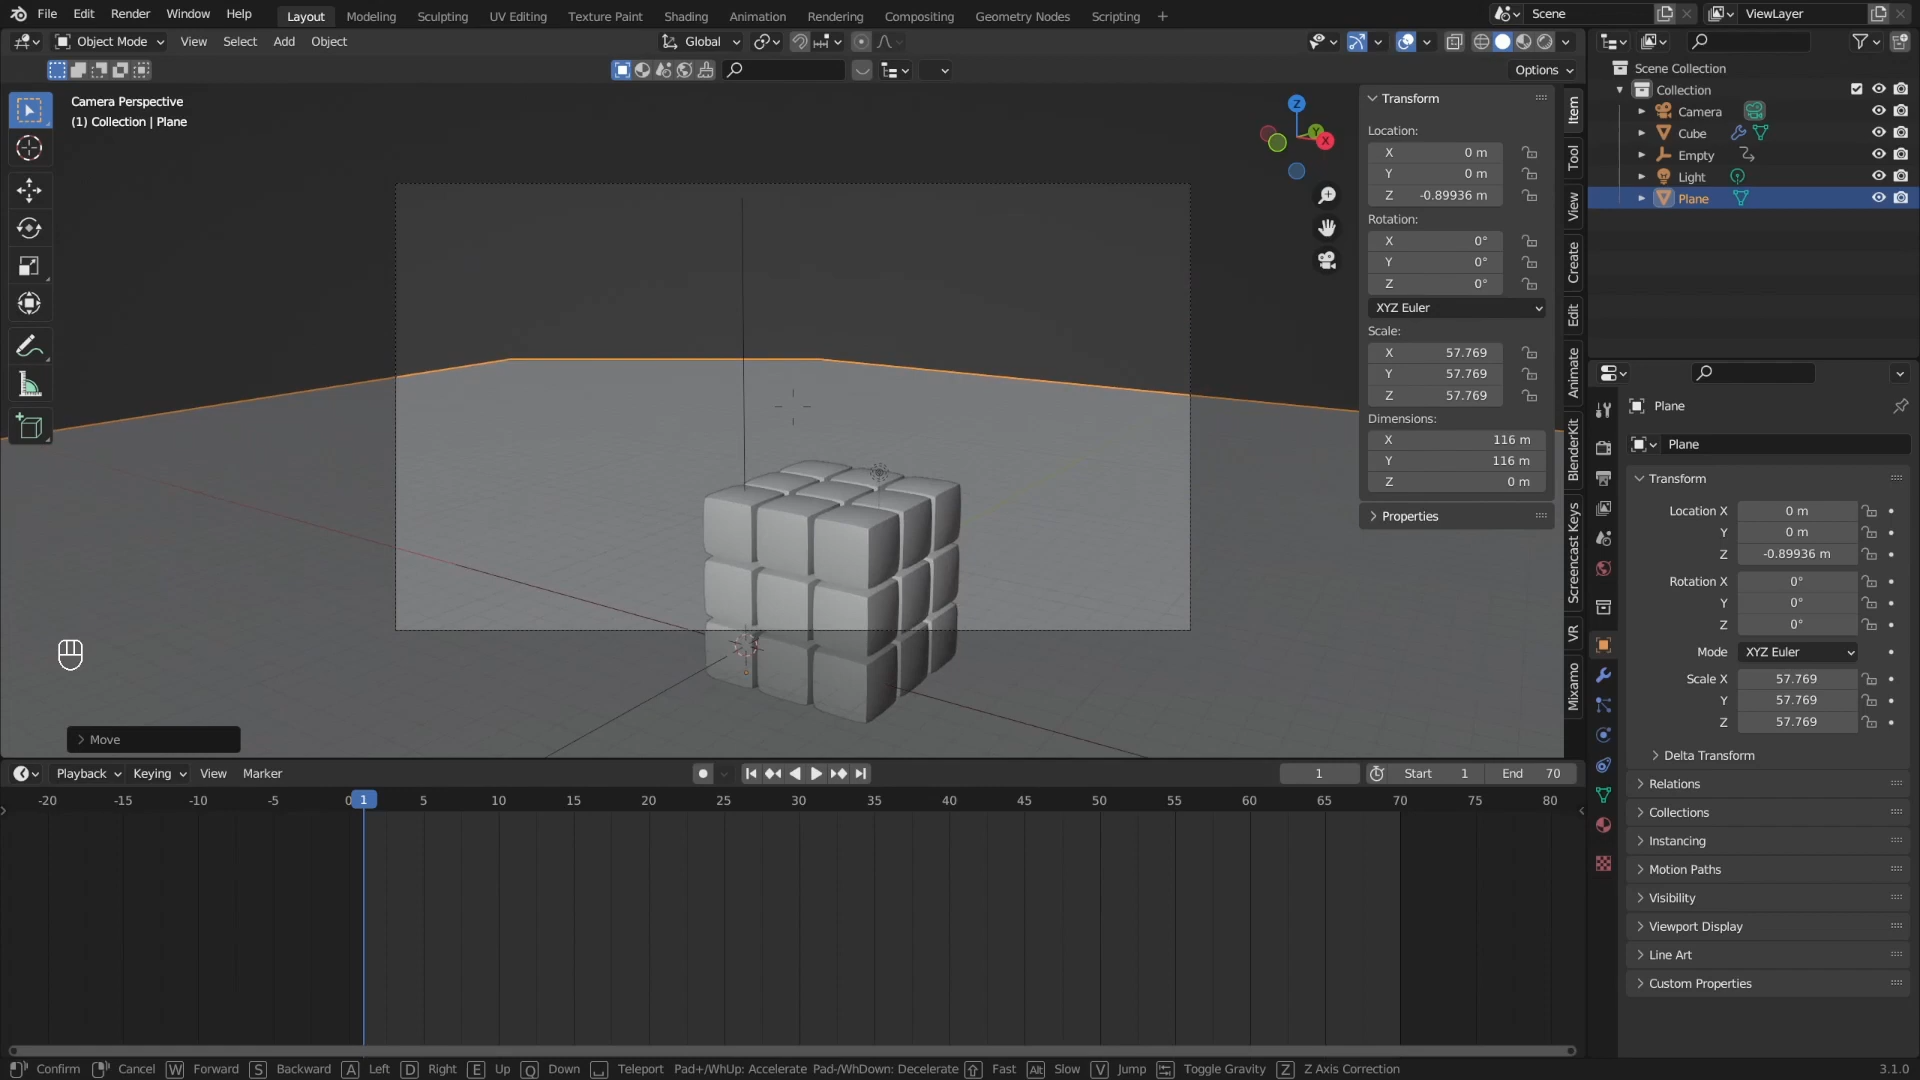 File Edit Render Window Help Layout Modeling Sculpting UV Editing Texture Paint Shading Animation Rendering Compositing Geometry Nodes Scripting + Scene ViewLayer
Object Mode View Select Add Object Global
Options
Camera Perspective
(1) Collection | Plane
Z
Y
X
Transform
Location:
X 0 m
Y 0 m
Z -0.89936 m
Rotation:
X 0°
Y 0°
Z 0°
XYZ Euler
Scale:
X 57.769
Y 57.769
Z 57.769
Dimensions:
X 116 m
Y 116 m
Z 0 m
Properties
Item
Tool
View
Create
Edit
Animate
BlenderKit
Screencast Keys
VR
Mixamo
Scene Collection
Collection
Camera
Cube
Empty
Light
Plane
Plane
Plane
Transform
Location X 0 m
Y 0 m
Z -0.89936 m
Rotation X 0°
Y 0°
Z 0°
Mode XYZ Euler
Scale X 57.769
Y 57.769
Z 57.769
Delta Transform
Relations
Collections
Instancing
Motion Paths
Visibility
Viewport Display
Line Art
Custom Properties
Move
Playback Keying View Marker 1 Start 1 End 70
-20 -15 -10 -5 0 1 5 10 15 20 25 30 35 40 45 50 55 60 65 70 75 80
Confirm Cancel W Forward S Backward A Left D Right E Up Q Down Teleport Pad+/WhUp: Accelerate Pad-/WhDown: Decelerate Fast Alt Slow V Jump Toggle Gravity Z Z Axis Correction 3.1.0